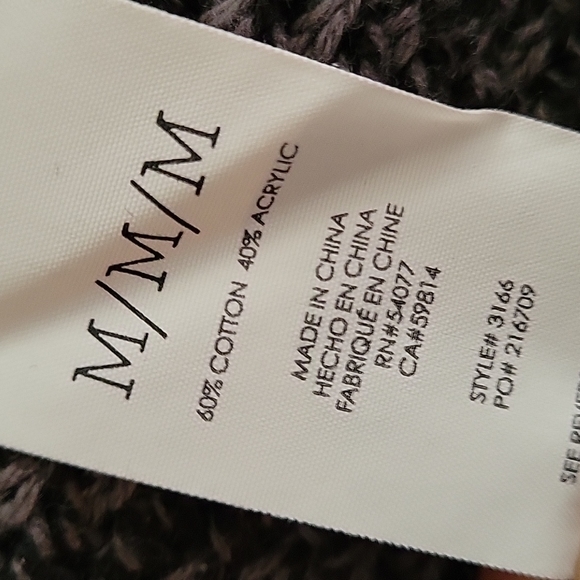 M/M/M
60% COTTON 40% ACRYLIC
MADE IN CHINA
HECHO EN CHINA
FABRIQUÉ EN CHINE
RN#54077
CA#59814
STYLE# 3166
PO# 216709
SEE